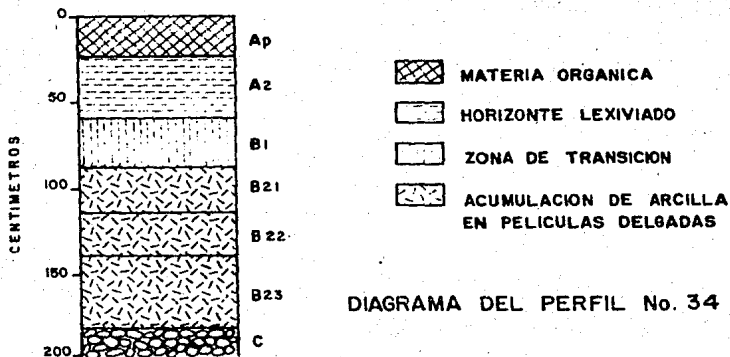 0
50
100
150
200
CENTIMETROS
Ap
A2
B1
B21
B22
B23
C
MATERIA ORGANICA
HORIZONTE LEXIVIADO
ZONA DE TRANSICION
ACUMULACION DE ARCILLA
EN PELICULAS DELGADAS
DIAGRAMA DEL PERFIL No. 34